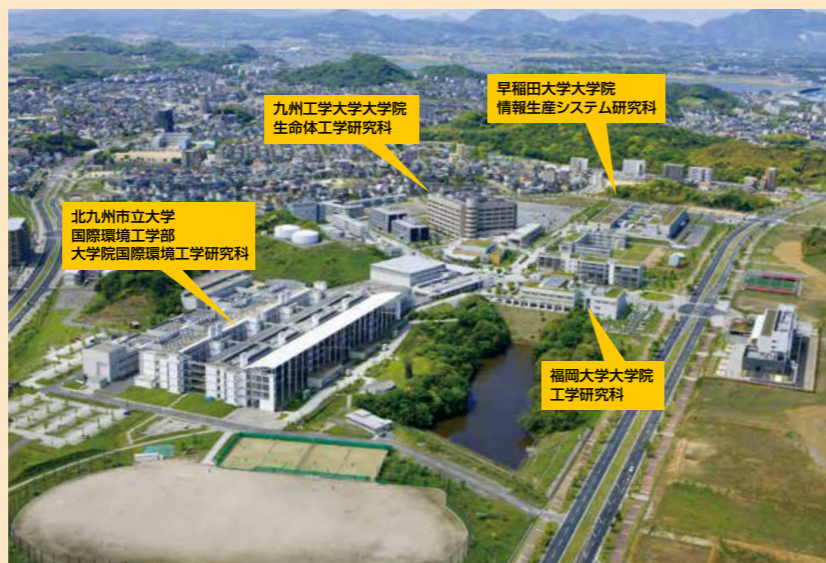 早稲田大学大学院
情報生産システム研究科
九州工業大学大学院
生命体工学研究科
北九州市立大学
国際環境工学部
大学院国際環境工学研究科
福岡大学大学院
工学研究科